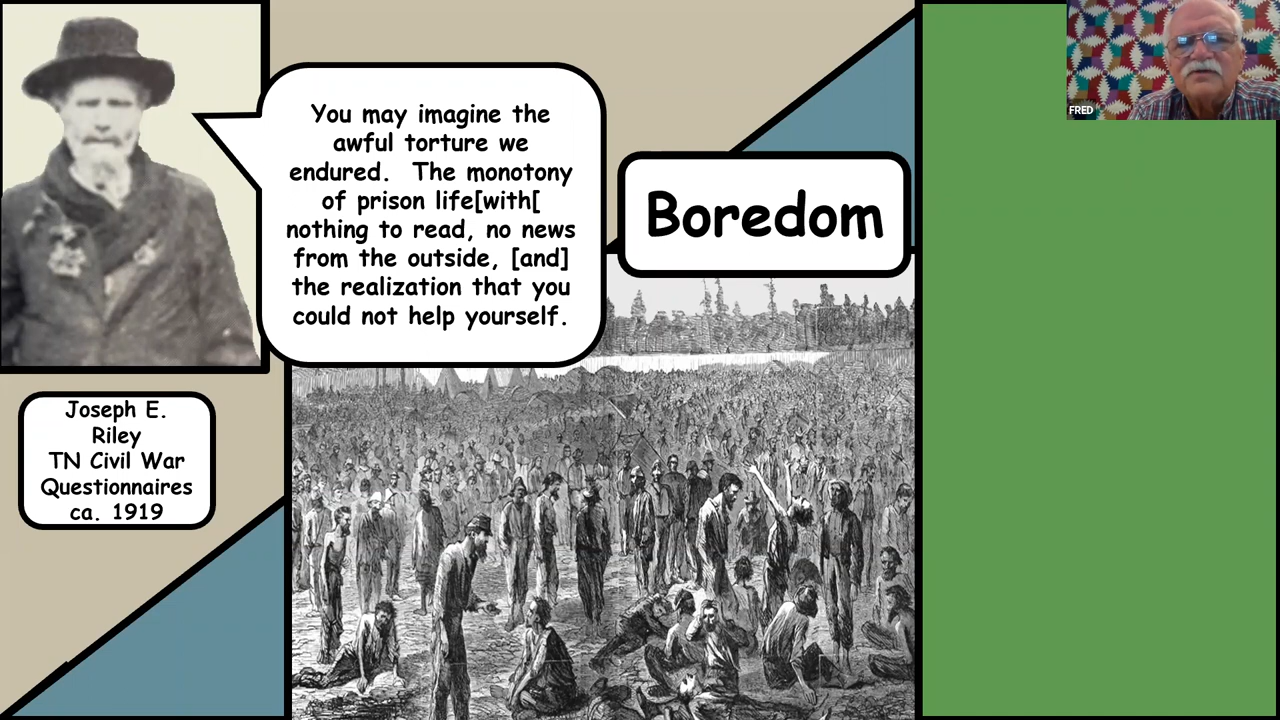 You may imagine the
awful torture we
endured.  The monotony
of prison life[with[
nothing to read, no news
from the outside, [and]
the realization that you
could not help yourself.
Boredom
FRED
Joseph E.
Riley
TN Civil War
Questionnaires
ca. 1919